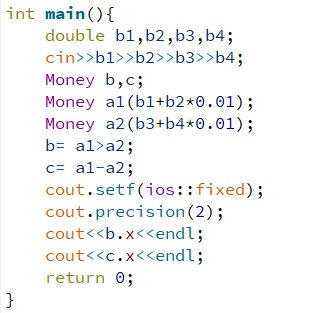 int main(){
    double b1,b2,b3,b4;
    cin>>b1>>b2>>b3>>b4;
    Money b,c;
    Money a1(b1+b2*0.01);
    Money a2(b3+b4*0.01);
    b= a1>a2;
    c= a1-a2;
    cout.setf(ios::fixed);
    cout.precision(2);
    cout<<b.x<<endl;
    cout<<c.x<<endl;
    return 0;
}